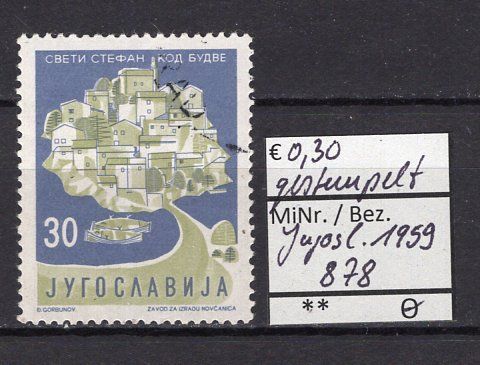 СВЕТИ СТЕФАН КОД БУДВЕ
30
ЈУГОСЛАВИЈА
D. GORBUNOV ZAVOD ZA IZRADU NOVČANICA
€ 0,30
gestempelt
MiNr. / Bez.
Jugosl. 1959
878
** ʘ